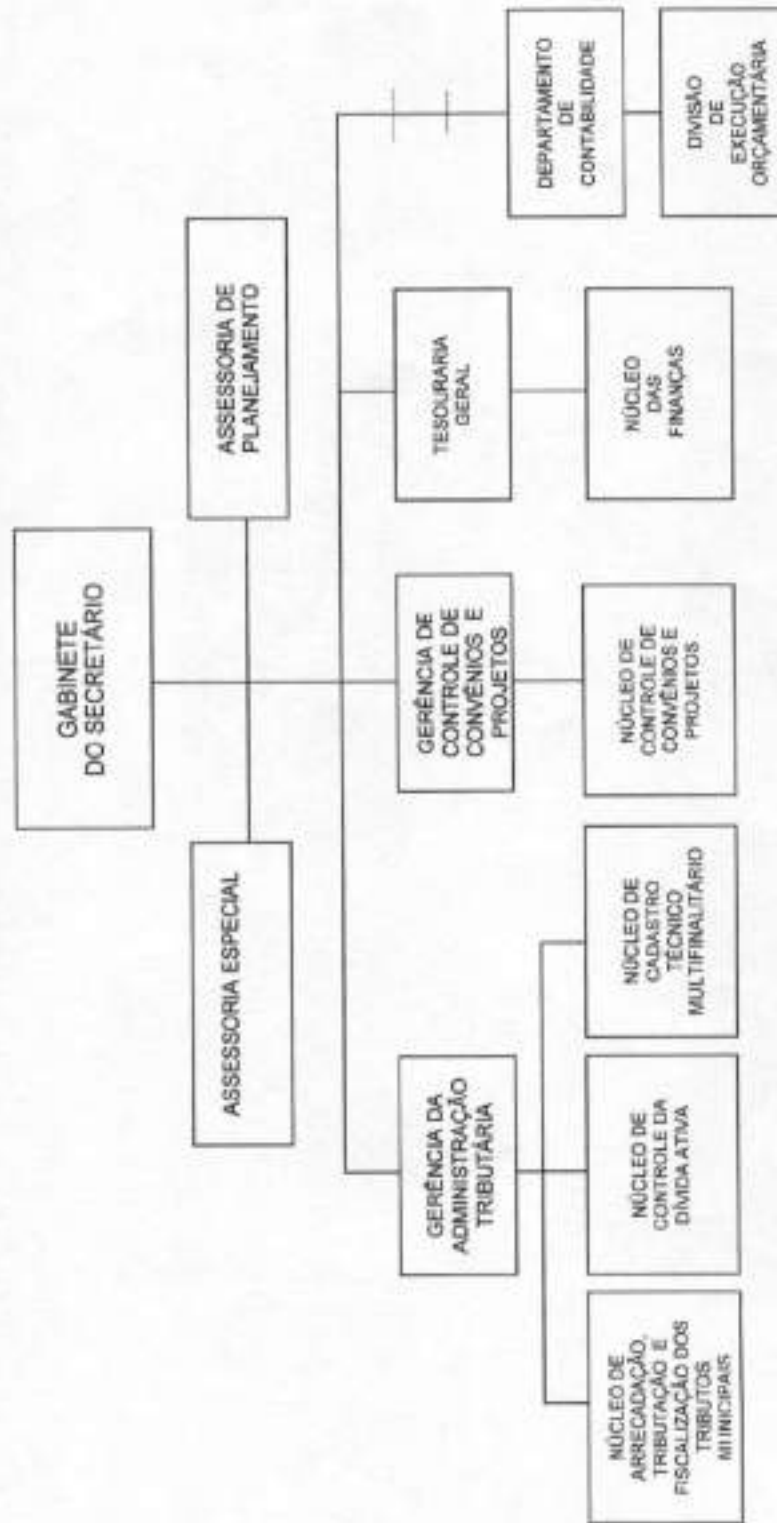 GABINETE
DO SECRETÁRIO
ASSESSORIA ESPECIAL
ASSESSORIA DE
PLANEJAMENTO
GERÊNCIA DA
ADMINISTRAÇÃO
TRIBUTÁRIA
GERÊNCIA DE
CONTROLE DE
CONVÊNIOS E
PROJETOS
TESOURARIA
GERAL
DEPARTAMENTO
DE
CONTABILIDADE
NÚCLEO DE
ARRECADAÇÃO,
TRIBUTAÇÃO E
FISCALIZAÇÃO DOS
TRIBUTOS
MUNICIPAIS
NÚCLEO DE
CONTROLE DA
DÍVIDA ATIVA
NÚCLEO DE
CADASTRO
TÉCNICO
MULTIFINALITÁRIO
NÚCLEO DE
CONTROLE DE
CONVÊNIOS E
PROJETOS
NÚCLEO
DAS
FINANÇAS
DIVISÃO
DE
EXECUÇÃO
ORÇAMENTÁRIA